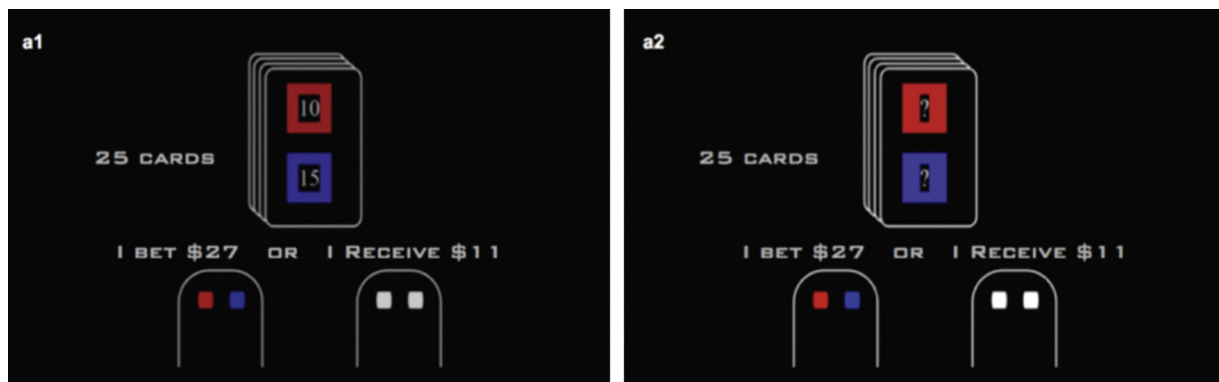 a1
10
25 CARDS
15
I BET $27 OR I RECEIVE $11
a2
?
25 CARDS
?
I BET $27 OR I RECEIVE $11